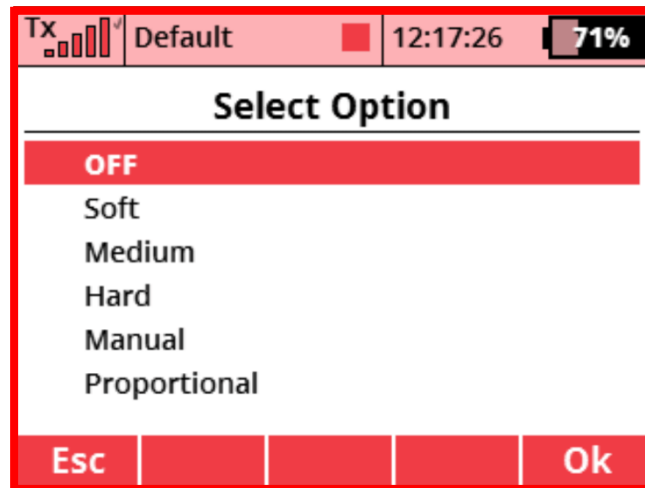 Tx Default 12:17:26 71%
Select Option
OFF
Soft
Medium
Hard
Manual
Proportional
Esc Ok